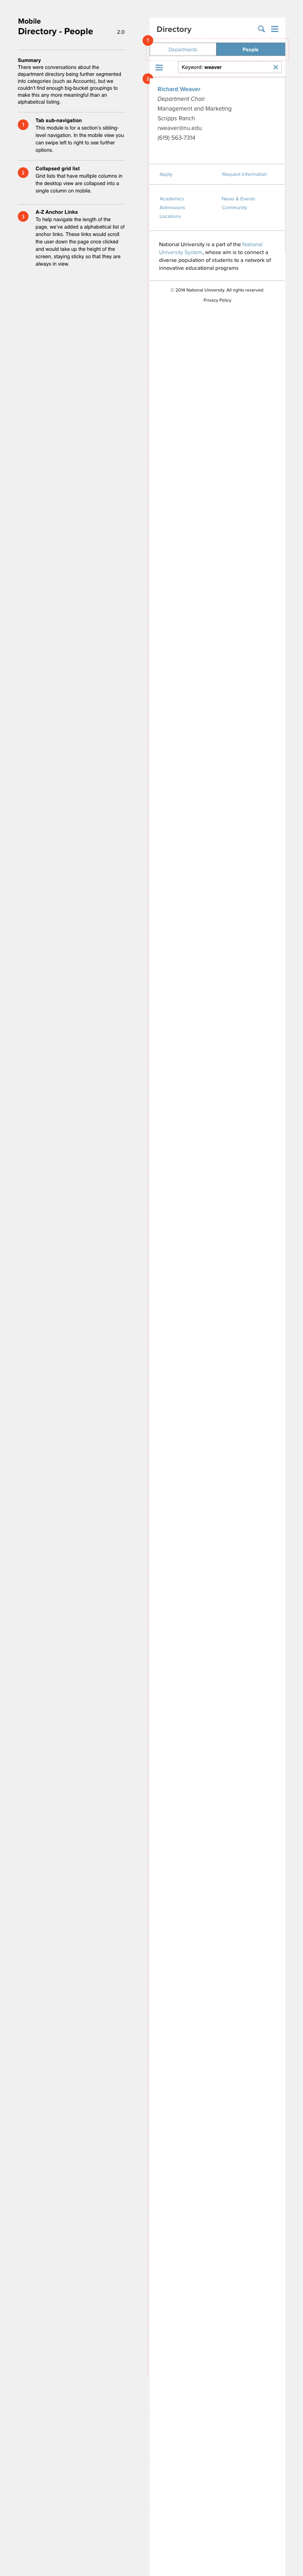 Mobile
Directory - People 2.0
Summary
There were conversations about the
department directory being further segmented
into categories (such as Accounts), but we
couldn't find enough big-bucket groupings to
make this any more meaningful than an
alphabetical listing.
1
Tab sub-navigation
This module is for a section's sibling-
level navigation. In the mobile view you
can swipe left to right to see further
options.
2
Collapsed grid list
Grid lists that have multiple columns in
the desktop view are collapsed into a
single column on mobile.
3
A-Z Anchor Links
To help navigate the length of the
page, we've added a alphabetical list of
anchor links. These links would scroll
the user down the page once clicked
and would take up the height of the
screen, staying sticky so that they are
always in view.
Directory
1
Departments People
Keyword: weaver
2
Richard Weaver
Department Chair
Management and Marketing
Scripps Ranch
rweaver@nu.edu
(619) 563-7314
Apply Request Information
Academics News & Events
Admissions Community
Locations
National University is a part of the National
University System, whose aim is to connect a
diverse population of students to a network of
innovative educational programs
© 2014 National University. All rights reserved.
Privacy Policy